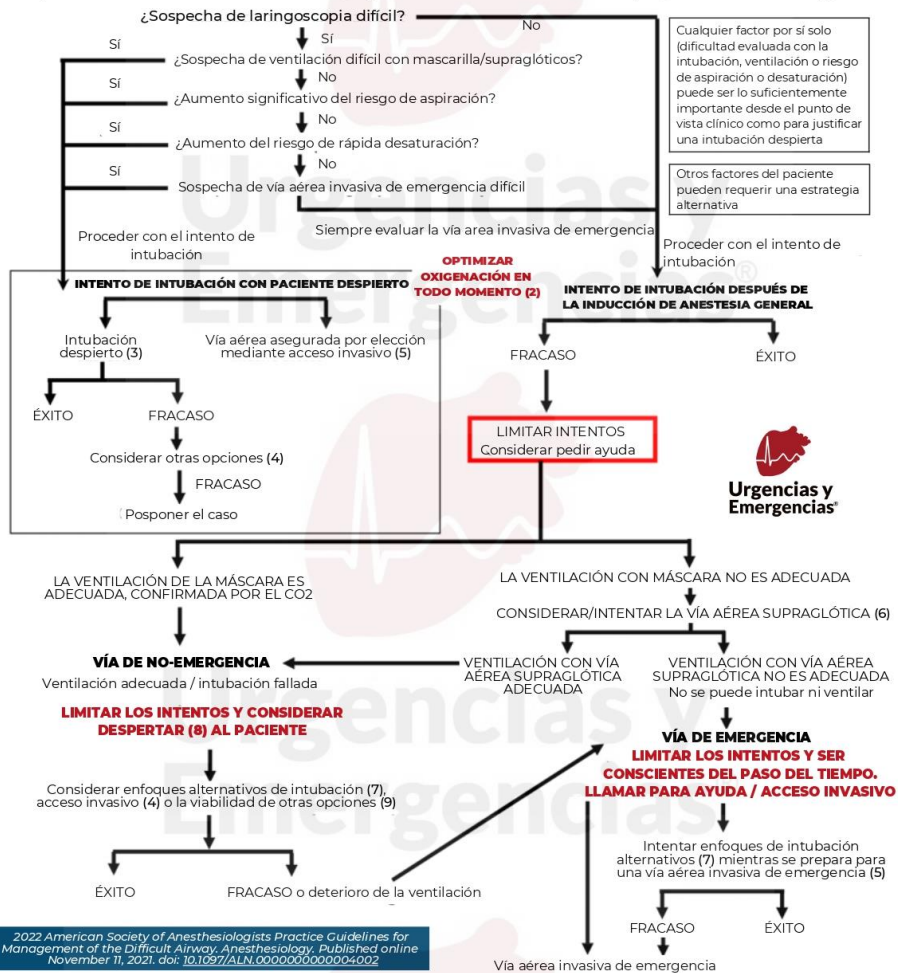 ¿Sospecha de laringoscopia difícil?
No
Sí
Sí
¿Sospecha de ventilación difícil con mascarilla/supraglóticos?
No
Sí
¿Aumento significativo del riesgo de aspiración?
No
Sí
¿Aumento del riesgo de rápida desaturación?
No
Sí
Sospecha de vía aérea invasiva de emergencia difícil
Cualquier factor por sí solo
(dificultad evaluada con la
intubación, ventilación o riesgo
de aspiración o desaturación)
puede ser lo suficientemente
importante desde el punto de
vista clínico como para justificar
una intubación despierta
Otros factores del paciente
pueden requerir una estrategia
alternativa
Siempre evaluar la vía area invasiva de emergencia
Proceder con el intento de
intubación
Proceder con el intento de
intubación
OPTIMIZAR
OXIGENACIÓN EN
TODO MOMENTO (2)
INTENTO DE INTUBACIÓN CON PACIENTE DESPIERTO
INTENTO DE INTUBACIÓN DESPUÉS DE
LA INDUCCIÓN DE ANESTESIA GENERAL
Intubación
despierto (3)
Vía aérea asegurada por elección
mediante acceso invasivo (5)
FRACASO
ÉXITO
ÉXITO
FRACASO
Considerar otras opciones (4)
FRACASO
Posponer el caso
LIMITAR INTENTOS
Considerar pedir ayuda
Urgencias y
Emergencias®
LA VENTILACIÓN DE LA MÁSCARA ES
ADECUADA, CONFIRMADA POR EL CO2
LA VENTILACIÓN CON MÁSCARA NO ES ADECUADA
CONSIDERAR/INTENTAR LA VÍA AÉREA SUPRAGLÓTICA (6)
VÍA DE NO-EMERGENCIA
Ventilación adecuada / intubación fallada
VENTILACIÓN CON VÍA
AÉREA SUPRAGLÓTICA
ADECUADA
VENTILACIÓN CON VÍA AÉREA
SUPRAGLÓTICA NO ES ADECUADA
No se puede intubar ni ventilar
LIMITAR LOS INTENTOS Y CONSIDERAR
DESPERTAR (8) AL PACIENTE
VÍA DE EMERGENCIA
LIMITAR LOS INTENTOS Y SER
CONSCIENTES DEL PASO DEL TIEMPO.
LLAMAR PARA AYUDA / ACCESO INVASIVO
Considerar enfoques alternativos de intubación (7),
acceso invasivo (4) o la viabilidad de otras opciones (9)
Intentar enfoques de intubación
alternativos (7) mientras se prepara para
una vía aérea invasiva de emergencia (5)
ÉXITO
FRACASO o deterioro de la ventilación
FRACASO
ÉXITO
Vía aérea invasiva de emergencia
2022 American Society of Anesthesiologists Practice Guidelines for
Management of the Difficult Airway. Anesthesiology. Published online
November 11, 2021. doi: 10.1097/ALN.0000000000004002
Urgencias y
Emergencias®
Urgencias y
Emergencias